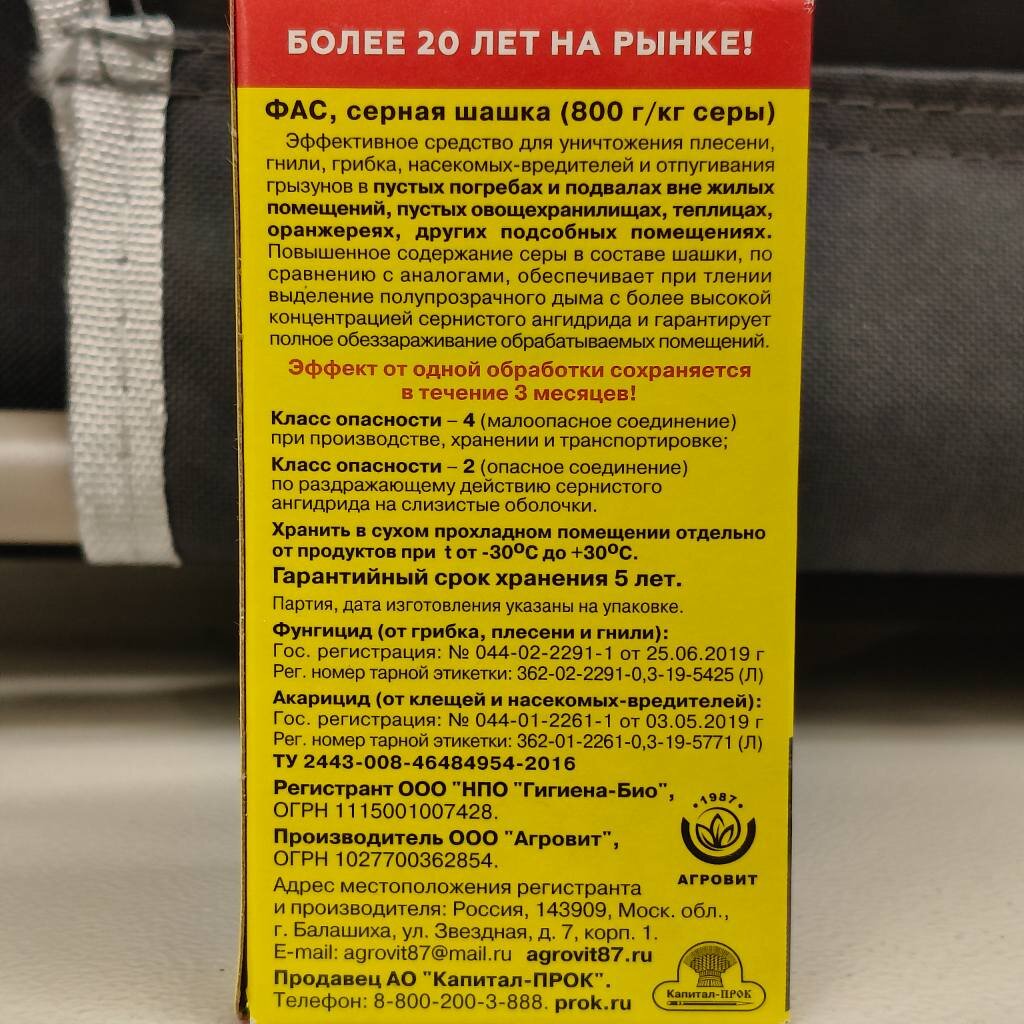 БОЛЕЕ 20 ЛЕТ НА РЫНКЕ!
ФАС, серная шашка (800 г/кг серы)
Эффективное средство для уничтожения плесени,
гнили, грибка, насекомых-вредителей и отпугивания
грызунов в пустых погребах и подвалах вне жилых
помещений, пустых овощехранилищах, теплицах,
оранжереях, других подсобных помещениях.
Повышенное содержание серы в составе шашки, по
сравнению с аналогами, обеспечивает при тлении
выделение полупрозрачного дыма с более высокой
концентрацией сернистого ангидрида и гарантирует
полное обеззараживание обрабатываемых помещений.
Эффект от одной обработки сохраняется
в течение 3 месяцев!
Класс опасности – 4 (малоопасное соединение)
при производстве, хранении и транспортировке;
Класс опасности – 2 (опасное соединение)
по раздражающему действию сернистого
ангидрида на слизистые оболочки.
Хранить в сухом прохладном помещении отдельно
от продуктов при t от -30ºС до +30ºС.
Гарантийный срок хранения 5 лет.
Партия, дата изготовления указаны на упаковке.
Фунгицид (от грибка, плесени и гнили):
Гос. регистрация: № 044-02-2291-1 от 25.06.2019 г
Рег. номер тарной этикетки: 362-02-2291-0,3-19-5425 (Л)
Акарицид (от клещей и насекомых-вредителей):
Гос. регистрация: № 044-01-2261-1 от 03.05.2019 г
Рег. номер тарной этикетки: 362-01-2261-0,3-19-5771 (Л)
ТУ 2443-008-46484954-2016
Регистрант ООО "НПО "Гигиена-Био",
ОГРН 1115001007428.
Производитель ООО "Агровит",
ОГРН 1027700362854.
•1987•
АГРОВИТ
Адрес местоположения регистранта
и производителя: Россия, 143909, Моск. обл.,
г. Балашиха, ул. Звездная, д. 7, корп. 1.
E-mail: agrovit87@mail.ru agrovit87.ru
Продавец АО "Капитал-ПРОК".
Телефон: 8-800-200-3-888. prok.ru
Капитал-ПРОК